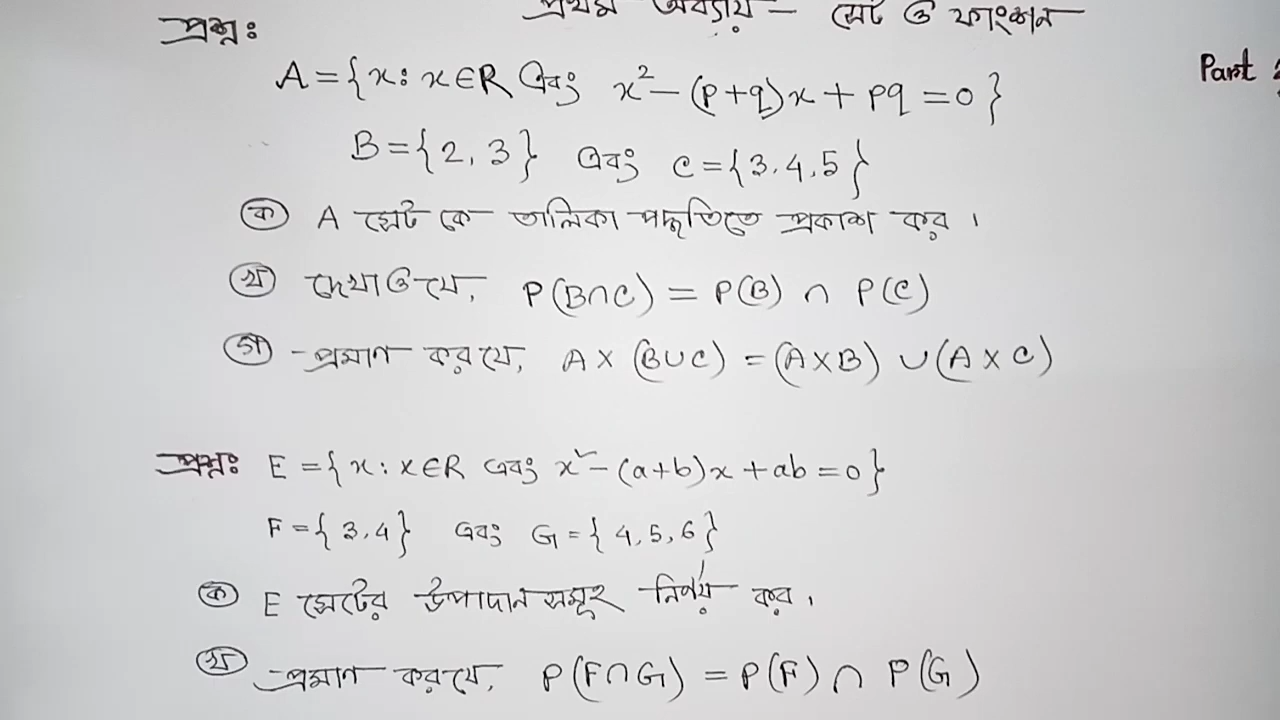 প্রথম অধ্যায় – সেট ও ফাংশন
প্রশ্নঃ
Part
A = {x : x ∈ R এবং x² – (p+q)x + pq = 0}
B = {2, 3} এবং C = {3, 4, 5}
ক A সেট কে তালিকা পদ্ধতিতে প্রকাশ কর ।
খ দেখাও যে, P(B∩C) = P(B) ∩ P(C)
গ প্রমাণ কর যে, A × (B∪C) = (A×B) ∪ (A×C)
প্রশ্নঃ E = {x : x ∈ R এবং x² – (a+b)x + ab = 0}
F = {3, 4} এবং G = {4, 5, 6}
ক E সেটের উপাদান সমূহ নির্ণয় কর ।
খ প্রমাণ কর যে, P(F∩G) = P(F) ∩ P(G)